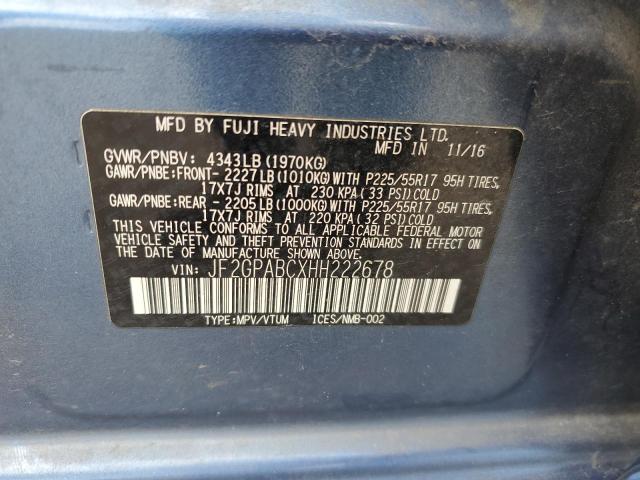 MFD BY FUJI HEAVY INDUSTRIES LTD.
MFD IN 11/16
GVWR/PNBV: 4343LB(1970KG)
GAWR/PNBE:FRONT- 2227LB(1010KG)WITH P225/55R17 95H TIRES,
17X7J RIMS AT 230 KPA(33 PSI)COLD
GAWR/PNBE:REAR - 2205LB(1000KG)WITH P225/55R17 95H TIRES,
17X7J RIMS AT 220 KPA(32 PSI)COLD
THIS VEHICLE CONFORMS TO ALL APPLICABLE FEDERAL MOTOR
VEHICLE SAFETY AND THEFT PREVENTION STANDARDS IN EFFECT ON
THE DATE OF MANUFACTURE SHOWN ABOVE.
VIN: JF2GPABCXHH222678
TYPE:MPV/VTUM ICES/NMB-002